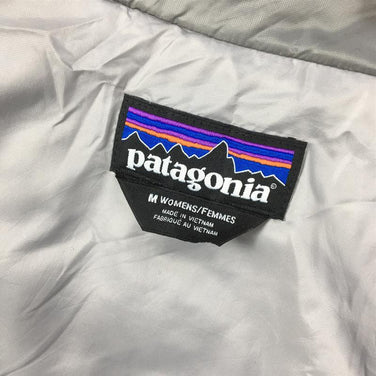 patagonia©
M WOMENS/FEMMES
MADE IN VIETNAM
FABRIQUÉ AU VIETNAM